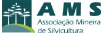 AMS
Associação Mineira
de Silvicultura